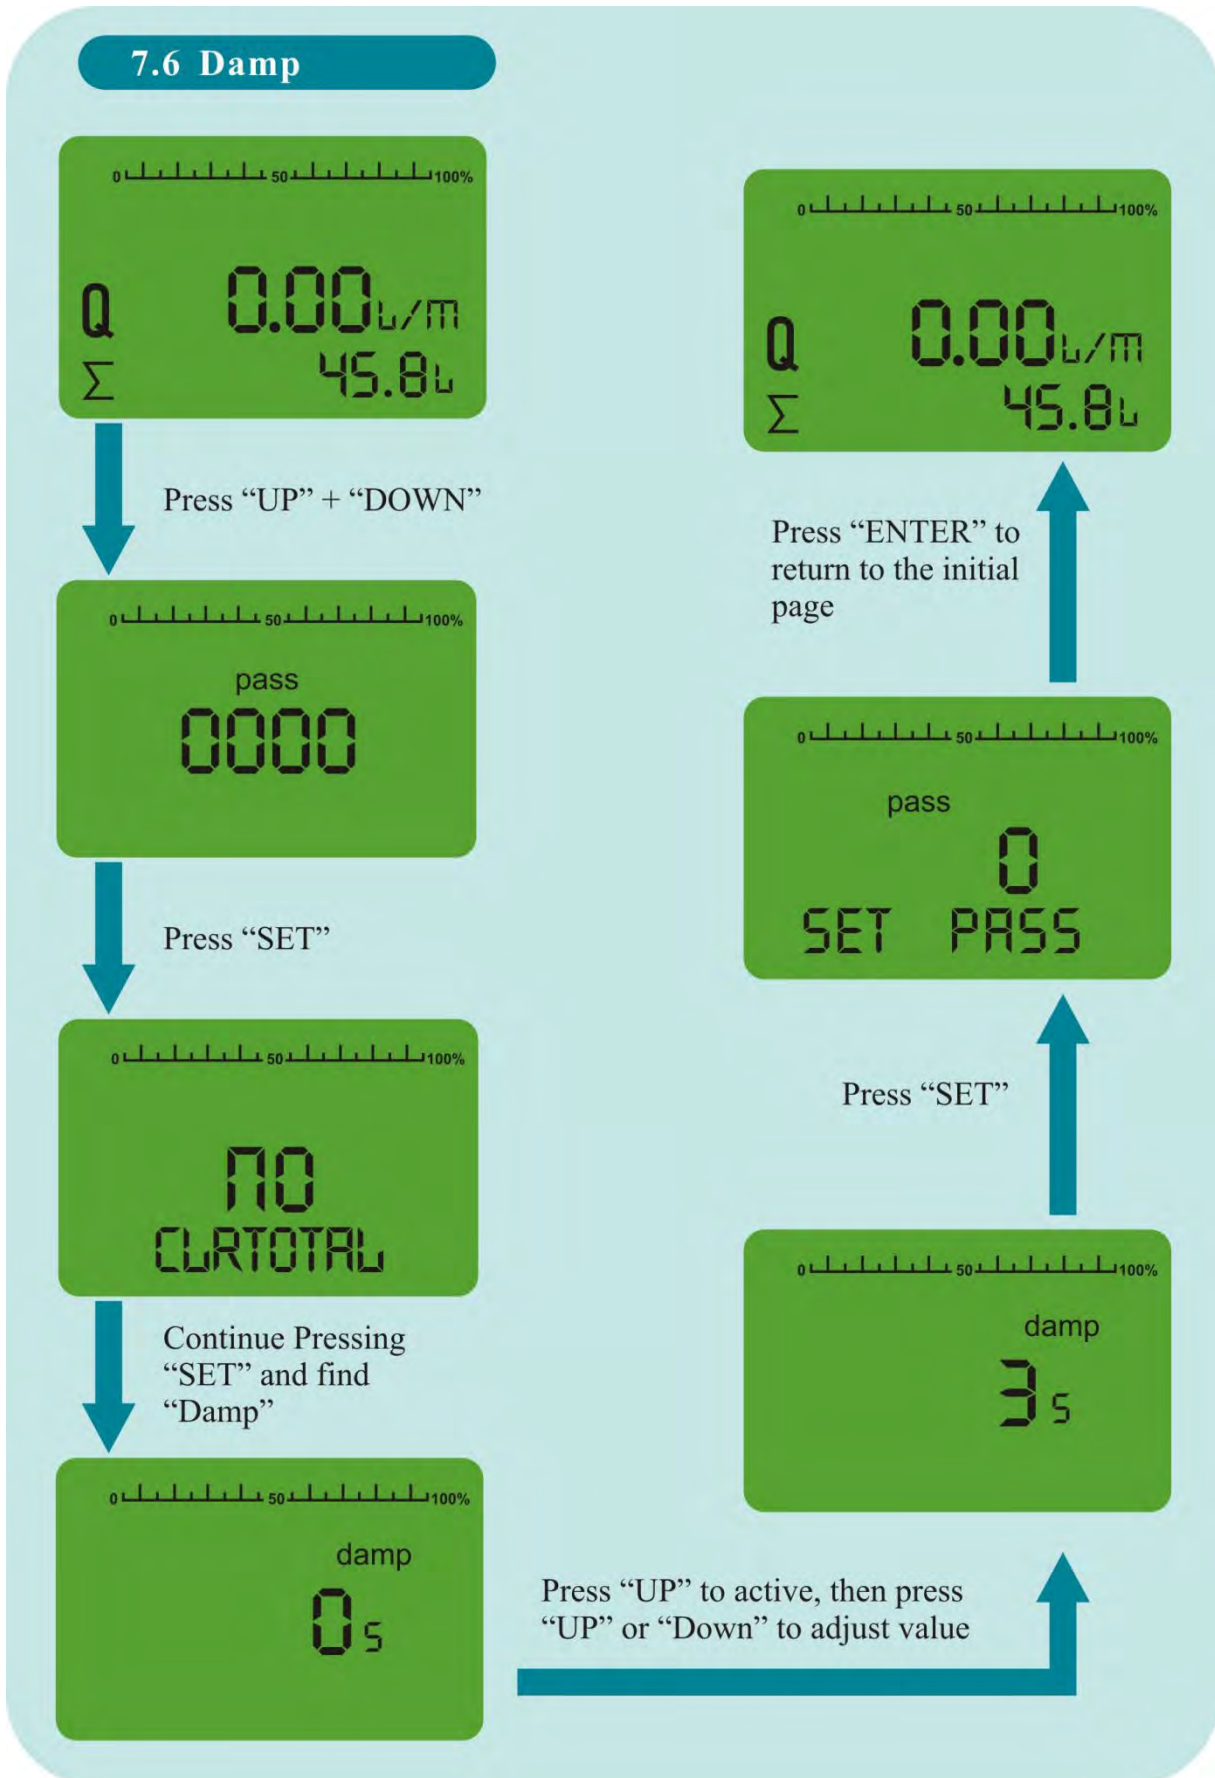 7.6 Damp
0 50 100%
Q 0.00L/m
Σ 45.8L
Press “UP” + “DOWN”
0 50 100%
pass
0000
Press “SET”
0 50 100%
NO
CLRTOTAL
Continue Pressing
“SET” and find
“Damp”
0 50 100%
damp
0s
Press “UP” to active, then press
“UP” or “Down” to adjust value
0 50 100%
damp
3s
Press “SET”
0 50 100%
pass
0
SET PASS
Press “ENTER” to
return to the initial
page
0 50 100%
Q 0.00L/m
Σ 45.8L